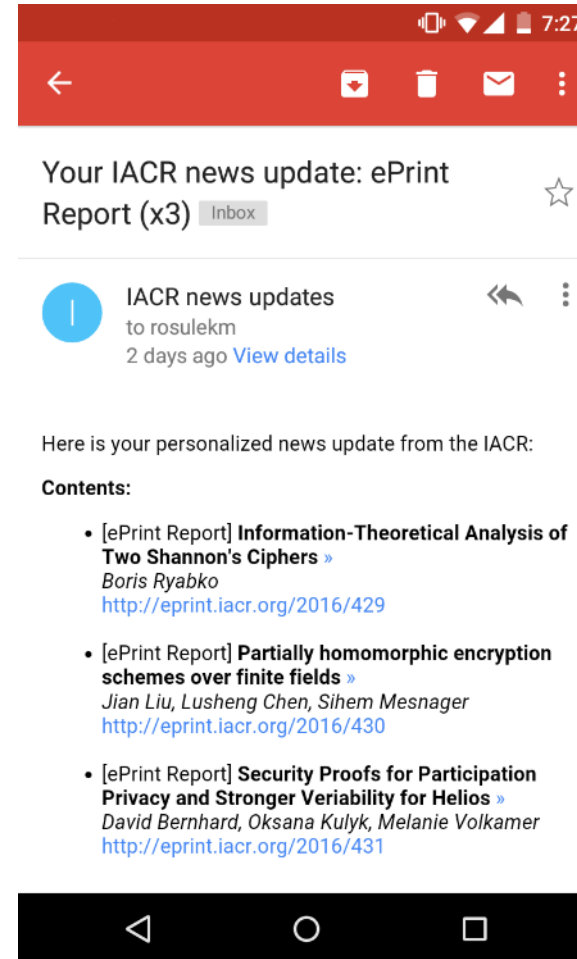 7:27
Your IACR news update: ePrint
Report (x3) Inbox
I
IACR news updates
to rosulekm
2 days ago View details
Here is your personalized news update from the IACR:
Contents:
• [ePrint Report] Information-Theoretical Analysis of
Two Shannon's Ciphers »
Boris Ryabko
http://eprint.iacr.org/2016/429
• [ePrint Report] Partially homomorphic encryption
schemes over finite fields »
Jian Liu, Lusheng Chen, Sihem Mesnager
http://eprint.iacr.org/2016/430
• [ePrint Report] Security Proofs for Participation
Privacy and Stronger Veriability for Helios »
David Bernhard, Oksana Kulyk, Melanie Volkamer
http://eprint.iacr.org/2016/431